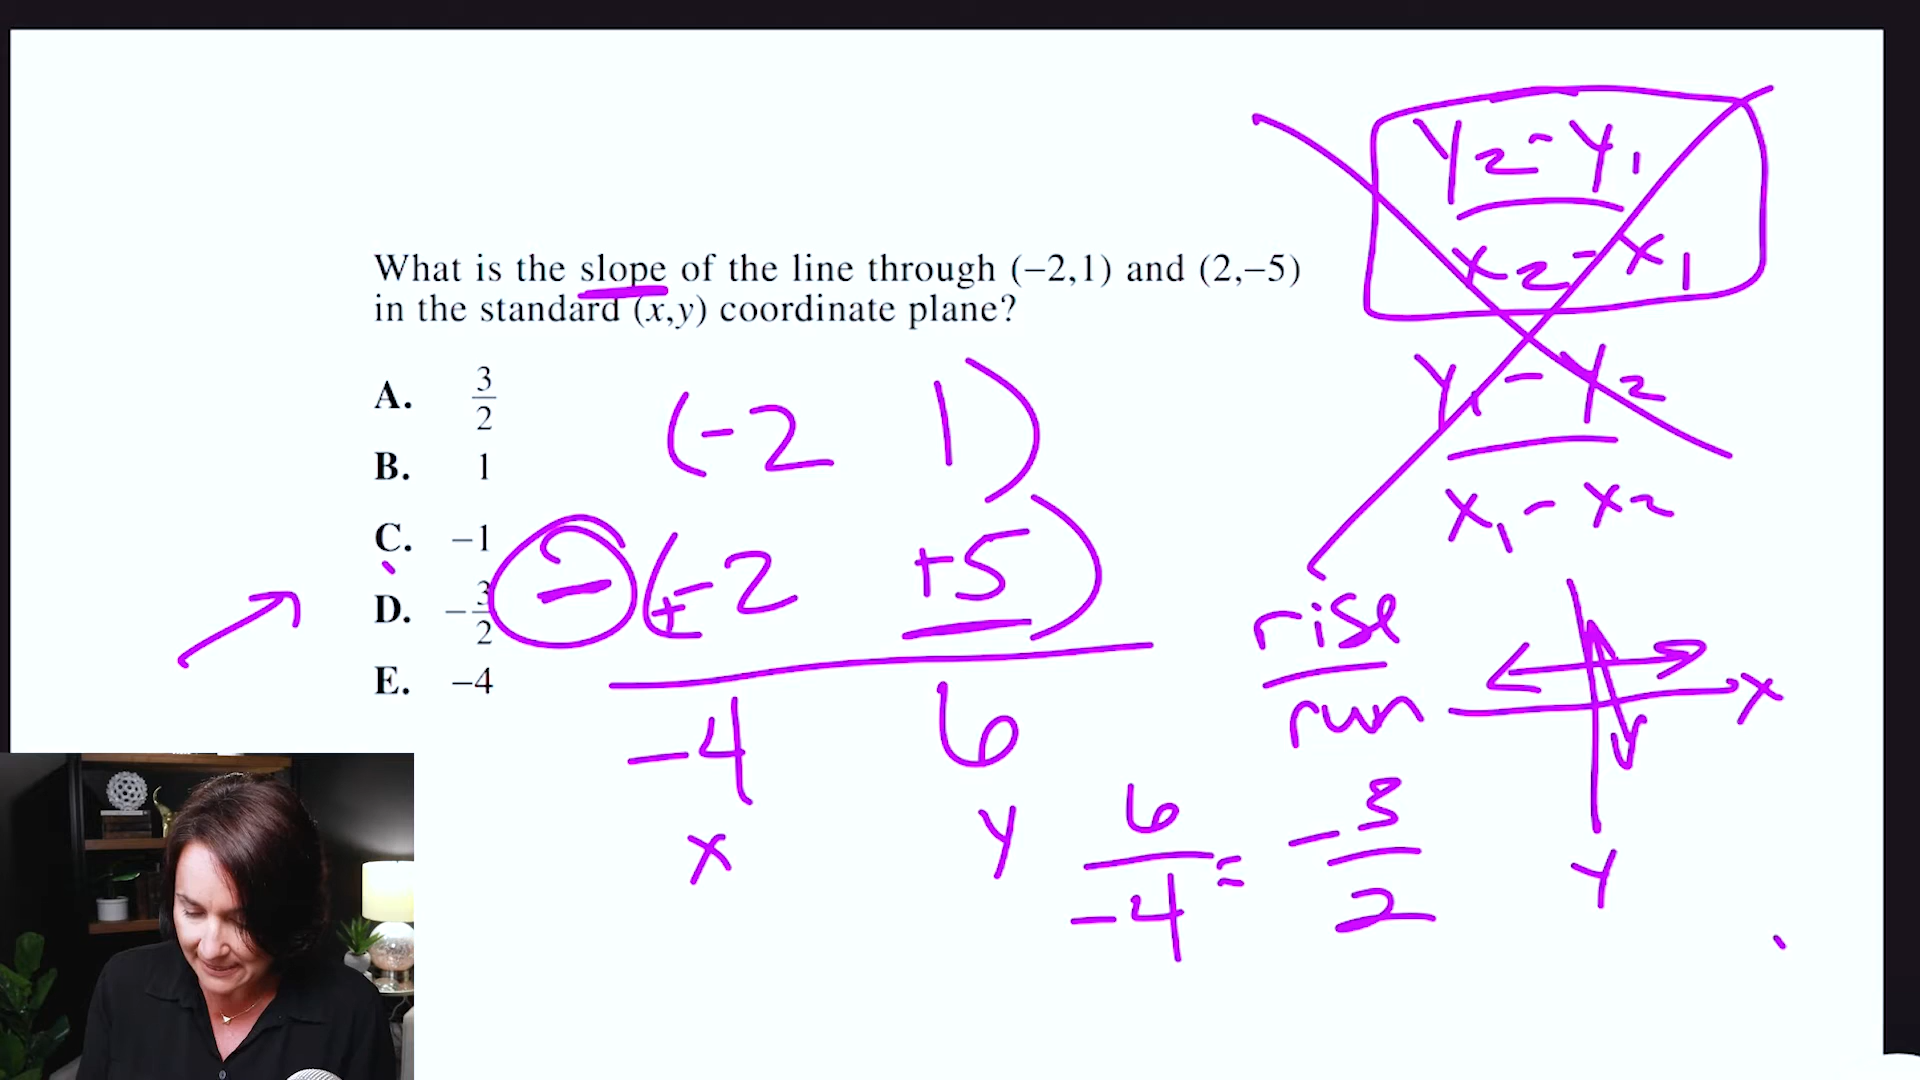 What is the slope of the line through (−2,1) and (2,−5)
in the standard (x,y) coordinate plane?
A. 3/2
B. 1
C. −1
D. −3/2
E. −4
(-2 1)
- (+-2 +5)
-4 6
x y
6/-4 = -3/2
y2 - y1
x2 - x1
y1 - y2
x1 - x2
rise
run
x
y